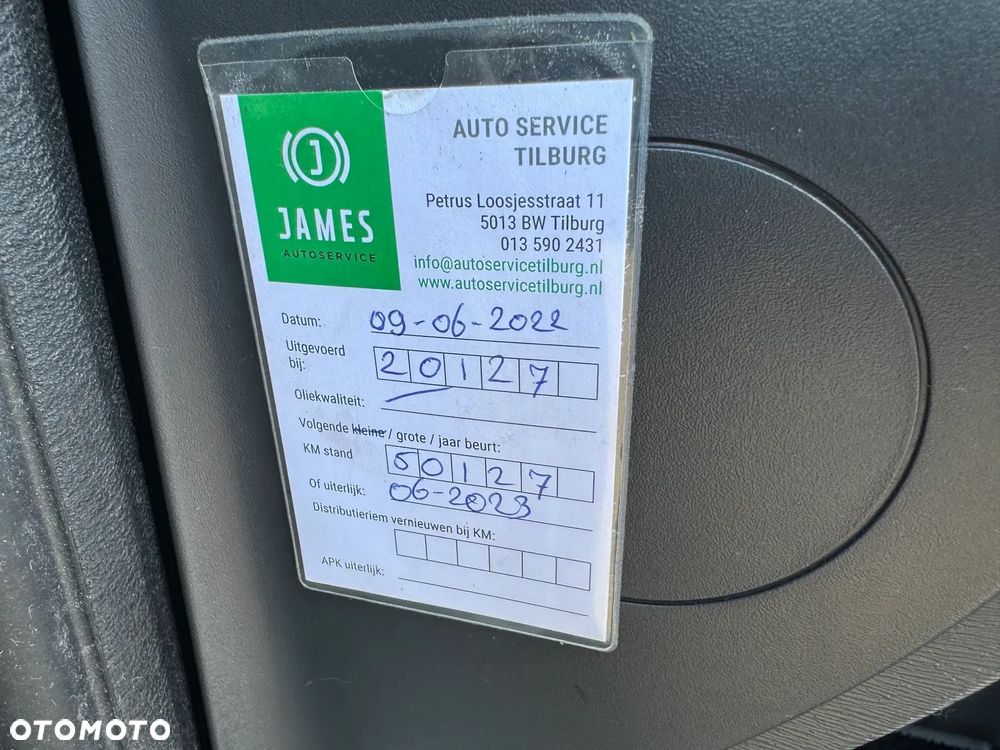 AUTO SERVICE
TILBURG
J
JAMES
AUTOSERVICE
Petrus Loosjesstraat 11
5013 BW Tilburg
013 590 2431
info@autoservicetilburg.nl
www.autoservicetilburg.nl
Datum: 09-06-2022
Uitgevoerd
bij: 20127
Oliekwaliteit:
Volgende kleine / grote / jaar beurt:
KM stand 50127
Of uiterlijk: 06-2023
Distributieriem vernieuwen bij KM:
APK uiterlijk:
OTOMOTO